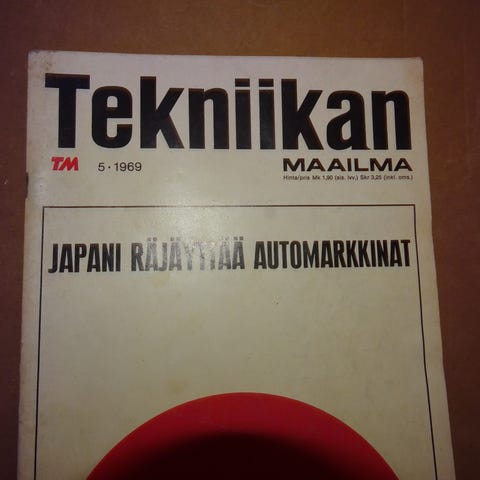 Tekniikan
TM 5·1969 MAAILMA
Hinta/pris Mk 1,90 (sis. lvv.) Skr 3,25 (inkl. oms.)
JAPANI RÄJÄYTTÄÄ AUTOMARKKINAT